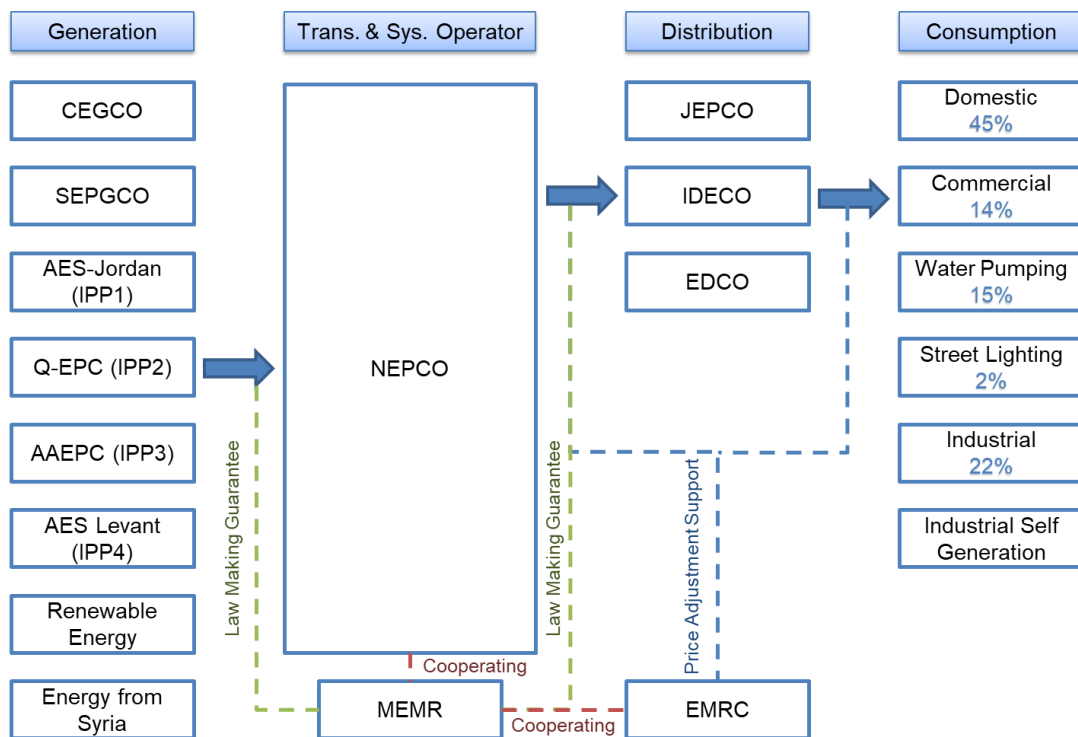 Generation
Trans. & Sys. Operator
Distribution
Consumption
CEGCO
SEPGCO
AES-Jordan
(IPP1)
Q-EPC (IPP2)
AAEPC (IPP3)
AES Levant
(IPP4)
Renewable
Energy
Energy from
Syria
Law Making Guarantee
NEPCO
Cooperating
MEMR
Cooperating
Law Making Guarantee
JEPCO
IDECO
EDCO
Price Adjustment Support
EMRC
Domestic
45%
Commercial
14%
Water Pumping
15%
Street Lighting
2%
Industrial
22%
Industrial Self
Generation